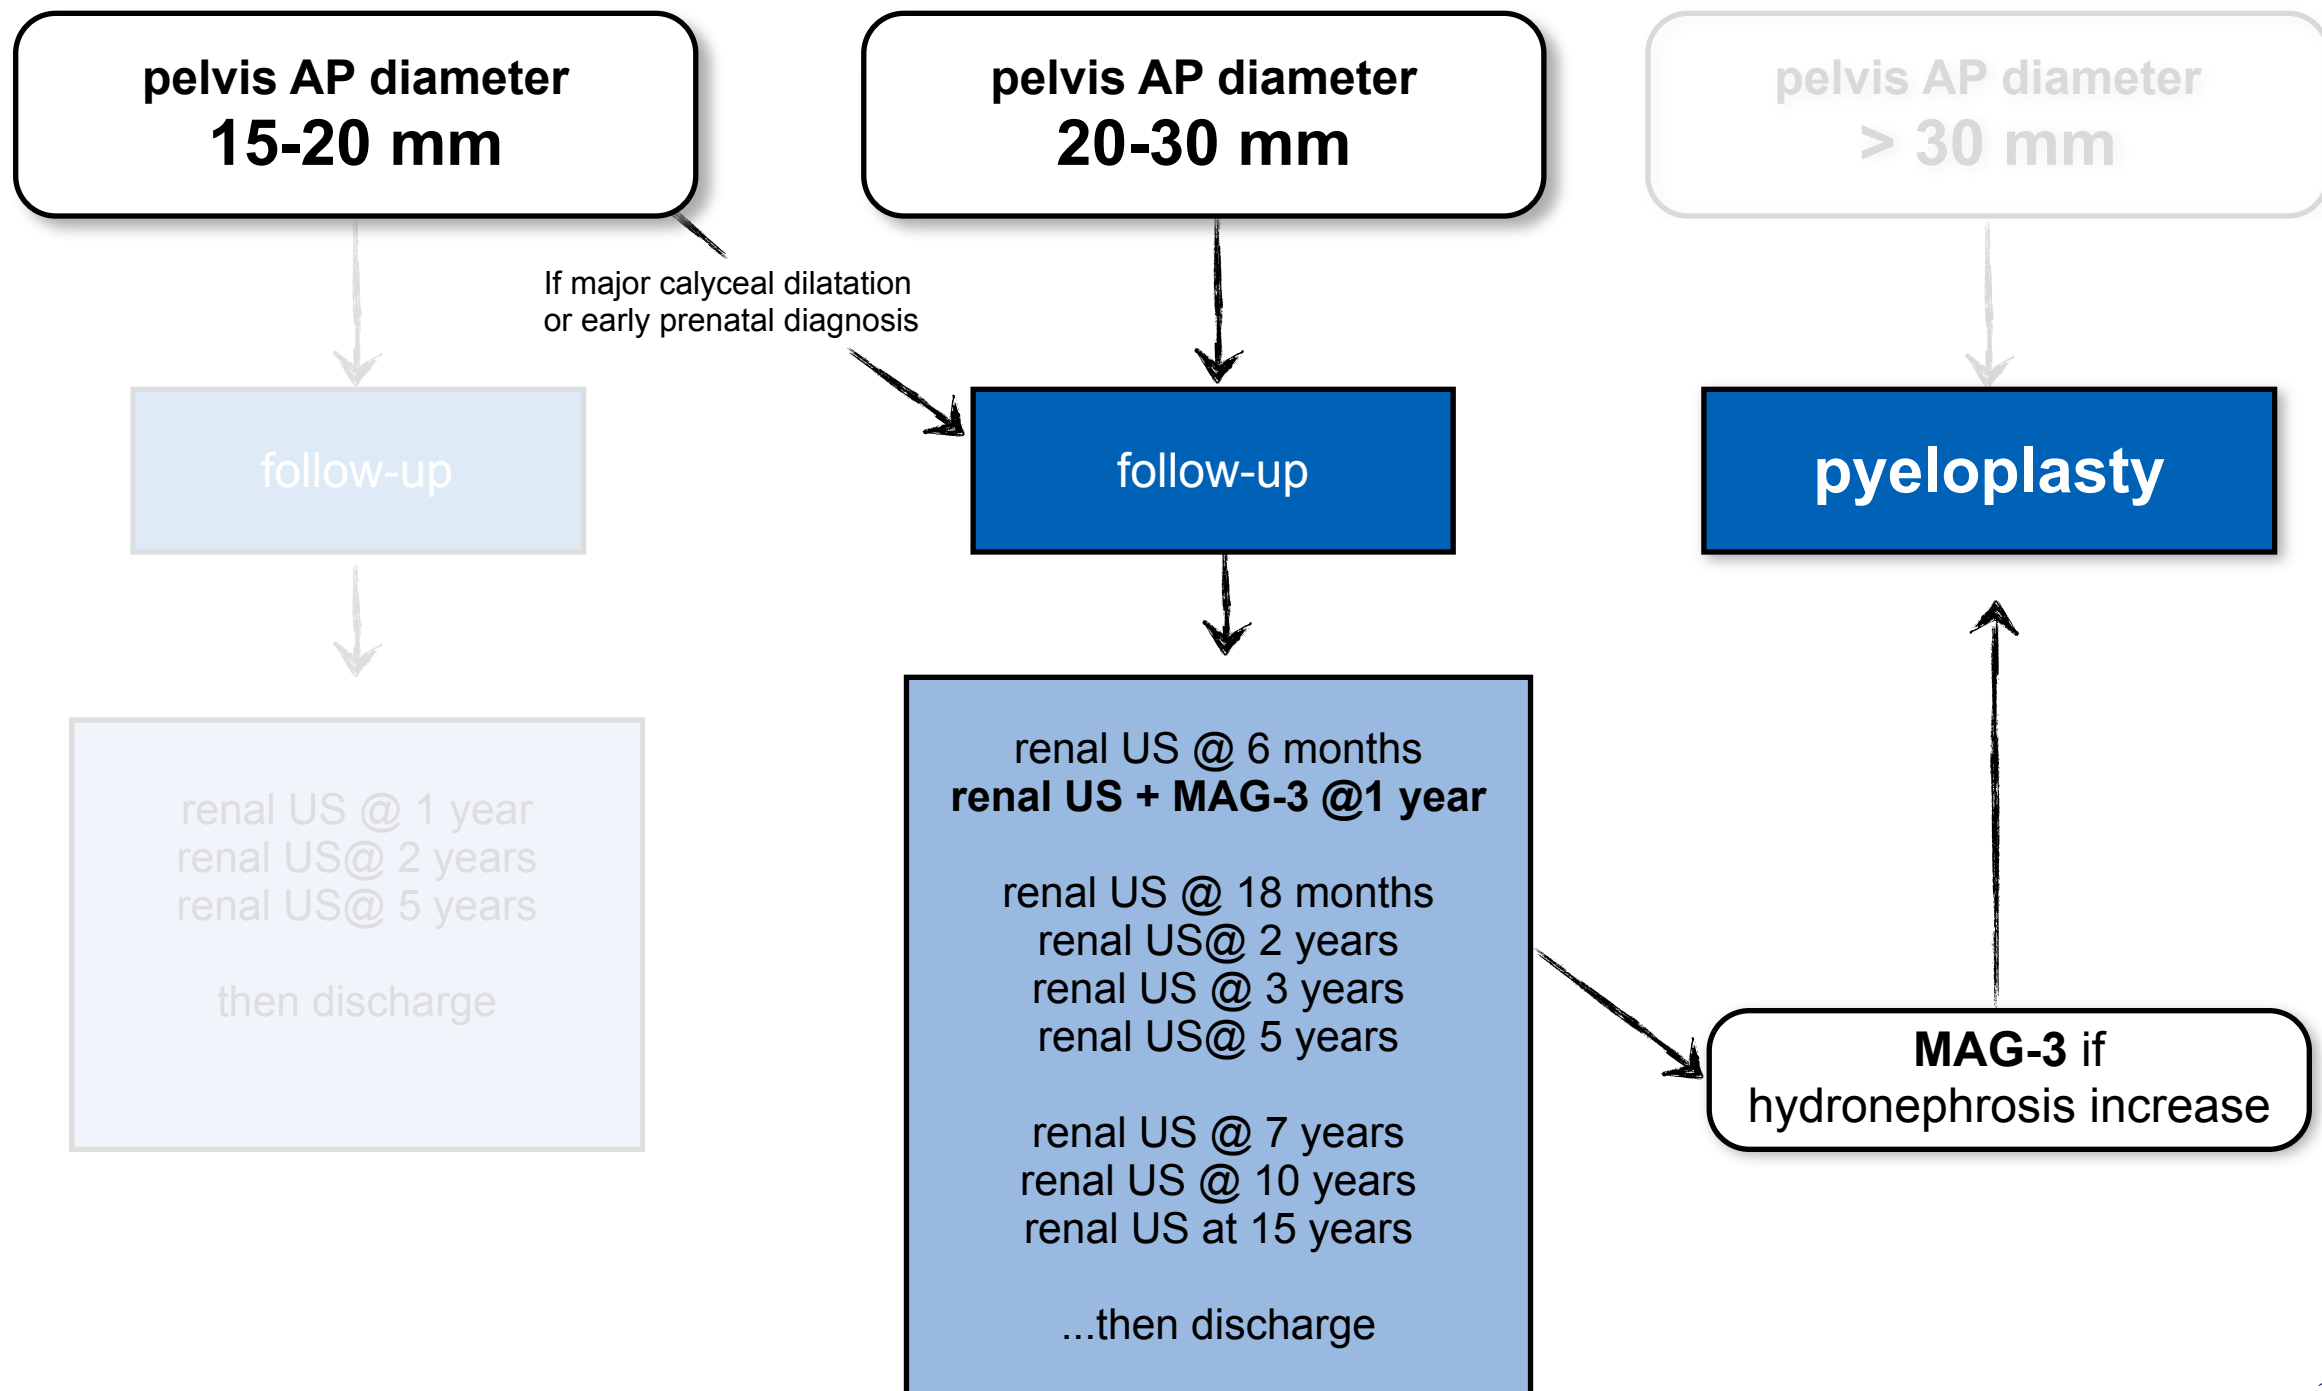 pelvis AP diameter
15-20 mm
pelvis AP diameter
20-30 mm
pelvis AP diameter
> 30 mm
If major calyceal dilatation
or early prenatal diagnosis
follow-up
follow-up
pyeloplasty
renal US @ 1 year
renal US@ 2 years
renal US@ 5 years
then discharge
renal US @ 6 months
renal US + MAG-3 @1 year
renal US @ 18 months
renal US@ 2 years
renal US @ 3 years
renal US@ 5 years
renal US @ 7 years
renal US @ 10 years
renal US at 15 years
...then discharge
MAG-3 if
hydronephrosis increase